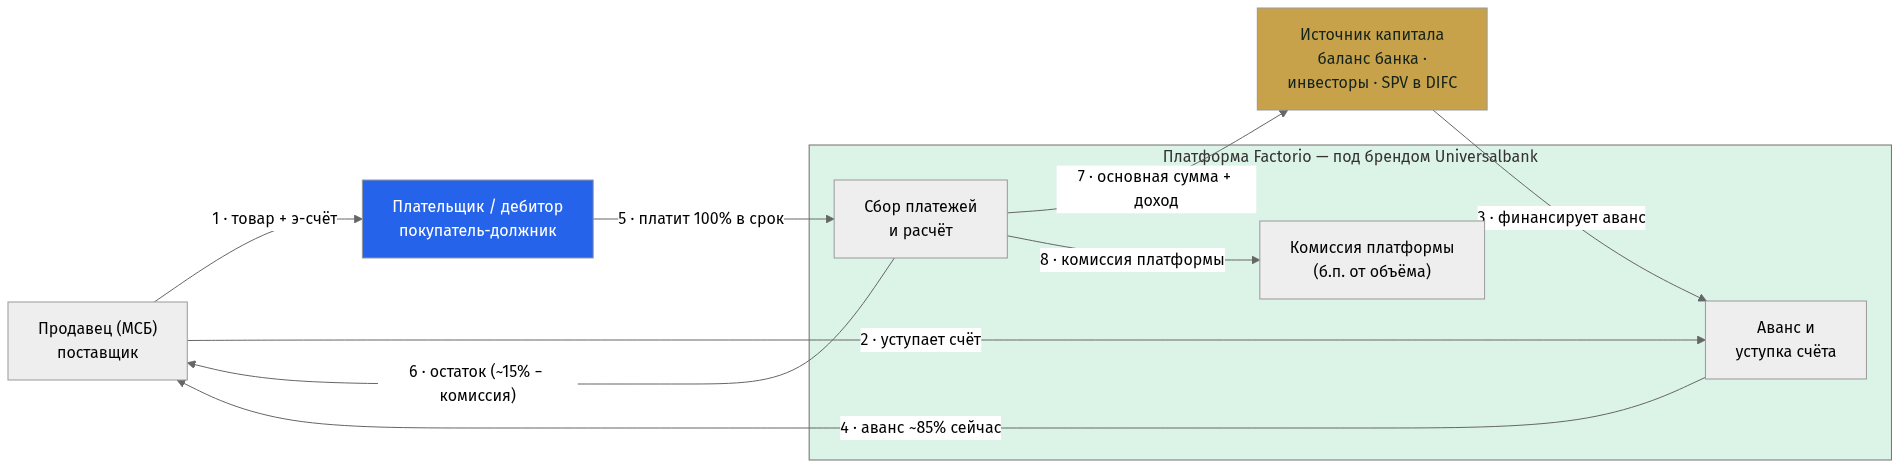 Источник капитала
баланс банка ·
инвесторы · SPV в DIFC
Платформа Factorio — под брендом Universalbank
7 · основная сумма +
доход
Плательщик / дебитор
покупатель-должник
Сбор платежей
и расчёт
1 · товар + э-счёт
5 · платит 100% в срок
3 · финансирует аванс
Комиссия платформы
(б.п. от объёма)
8 · комиссия платформы
Продавец (МСБ)
поставщик
2 · уступает счёт
Аванс и
уступка счёта
6 · остаток (~15% −
комиссия)
4 · аванс ~85% сейчас